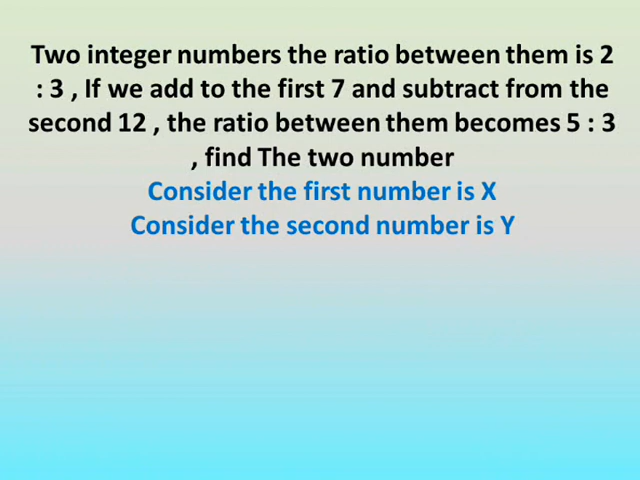 Two integer numbers the ratio between them is 2
: 3 , If we add to the first 7 and subtract from the
second 12 , the ratio between them becomes 5 : 3
, find The two number
Consider the first number is X
Consider the second number is Y